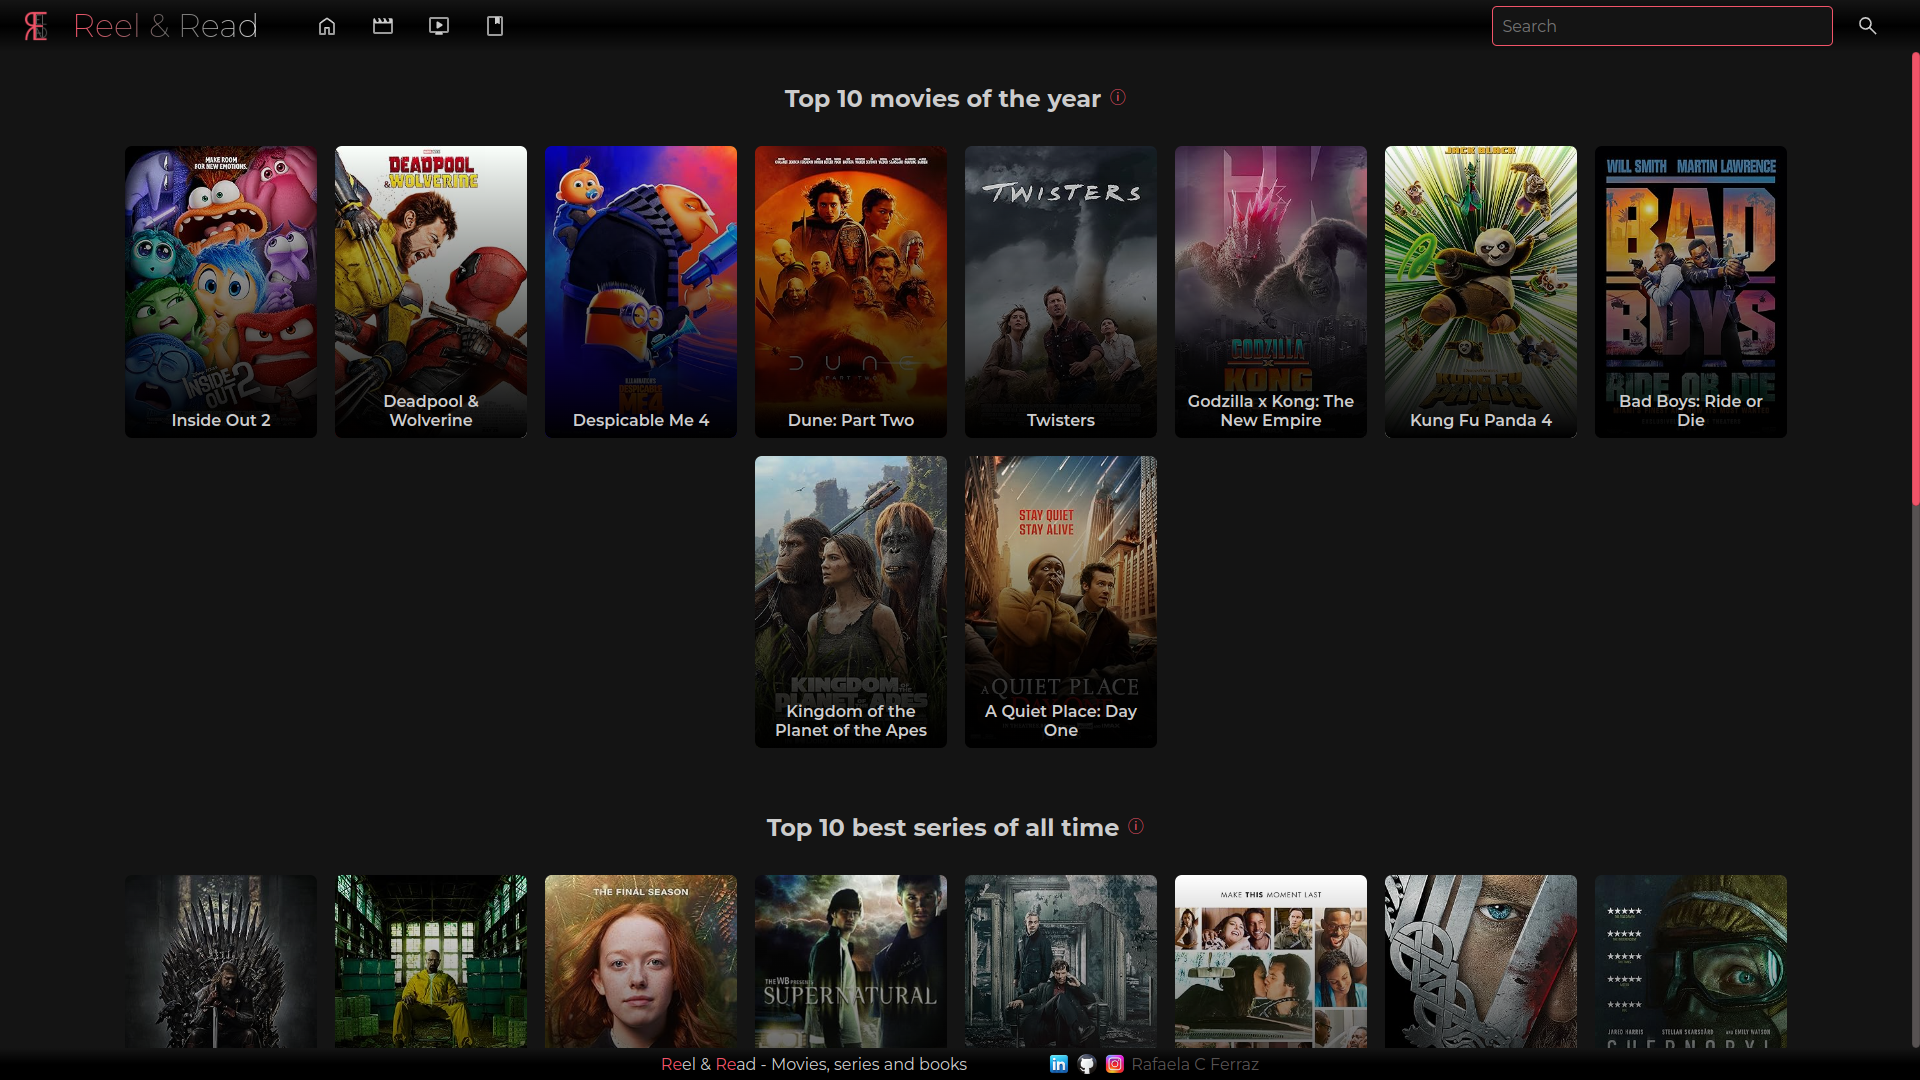 Reel & Read
Search
Top 10 movies of the year
MAKE ROOM
FOR NEW EMOTIONS.
INSIDE
OUT 2
Inside Out 2
DEADPOOL
& WOLVERINE
Deadpool &
Wolverine
DESPICABLE
ME 4
Despicable Me 4
DUNE
PART TWO
Dune: Part Two
TWISTERS
Twisters
GODZILLA
X
KONG
Godzilla x Kong: The
New Empire
JACK BLACK
KUNG FU
PANDA
Kung Fu Panda 4
WILL SMITH MARTIN LAWRENCE
BAD
BOYS
RIDE OR DIE
Bad Boys: Ride or
Die
KINGDOM OF THE
PLANET OF THE APES
Kingdom of the
Planet of the Apes
STAY QUIET
STAY ALIVE
A QUIET PLACE
A Quiet Place: Day
One
Top 10 best series of all time
THE FINAL SEASON
THE WB PRESENTS
SUPERNATURAL
MAKE THIS MOMENT LAST
JARED HARRIS STELLAN SKARSGÅRD AND EMILY WATSON
CHERNOBYL
Reel & Read - Movies, series and books
in
Rafaela C Ferraz